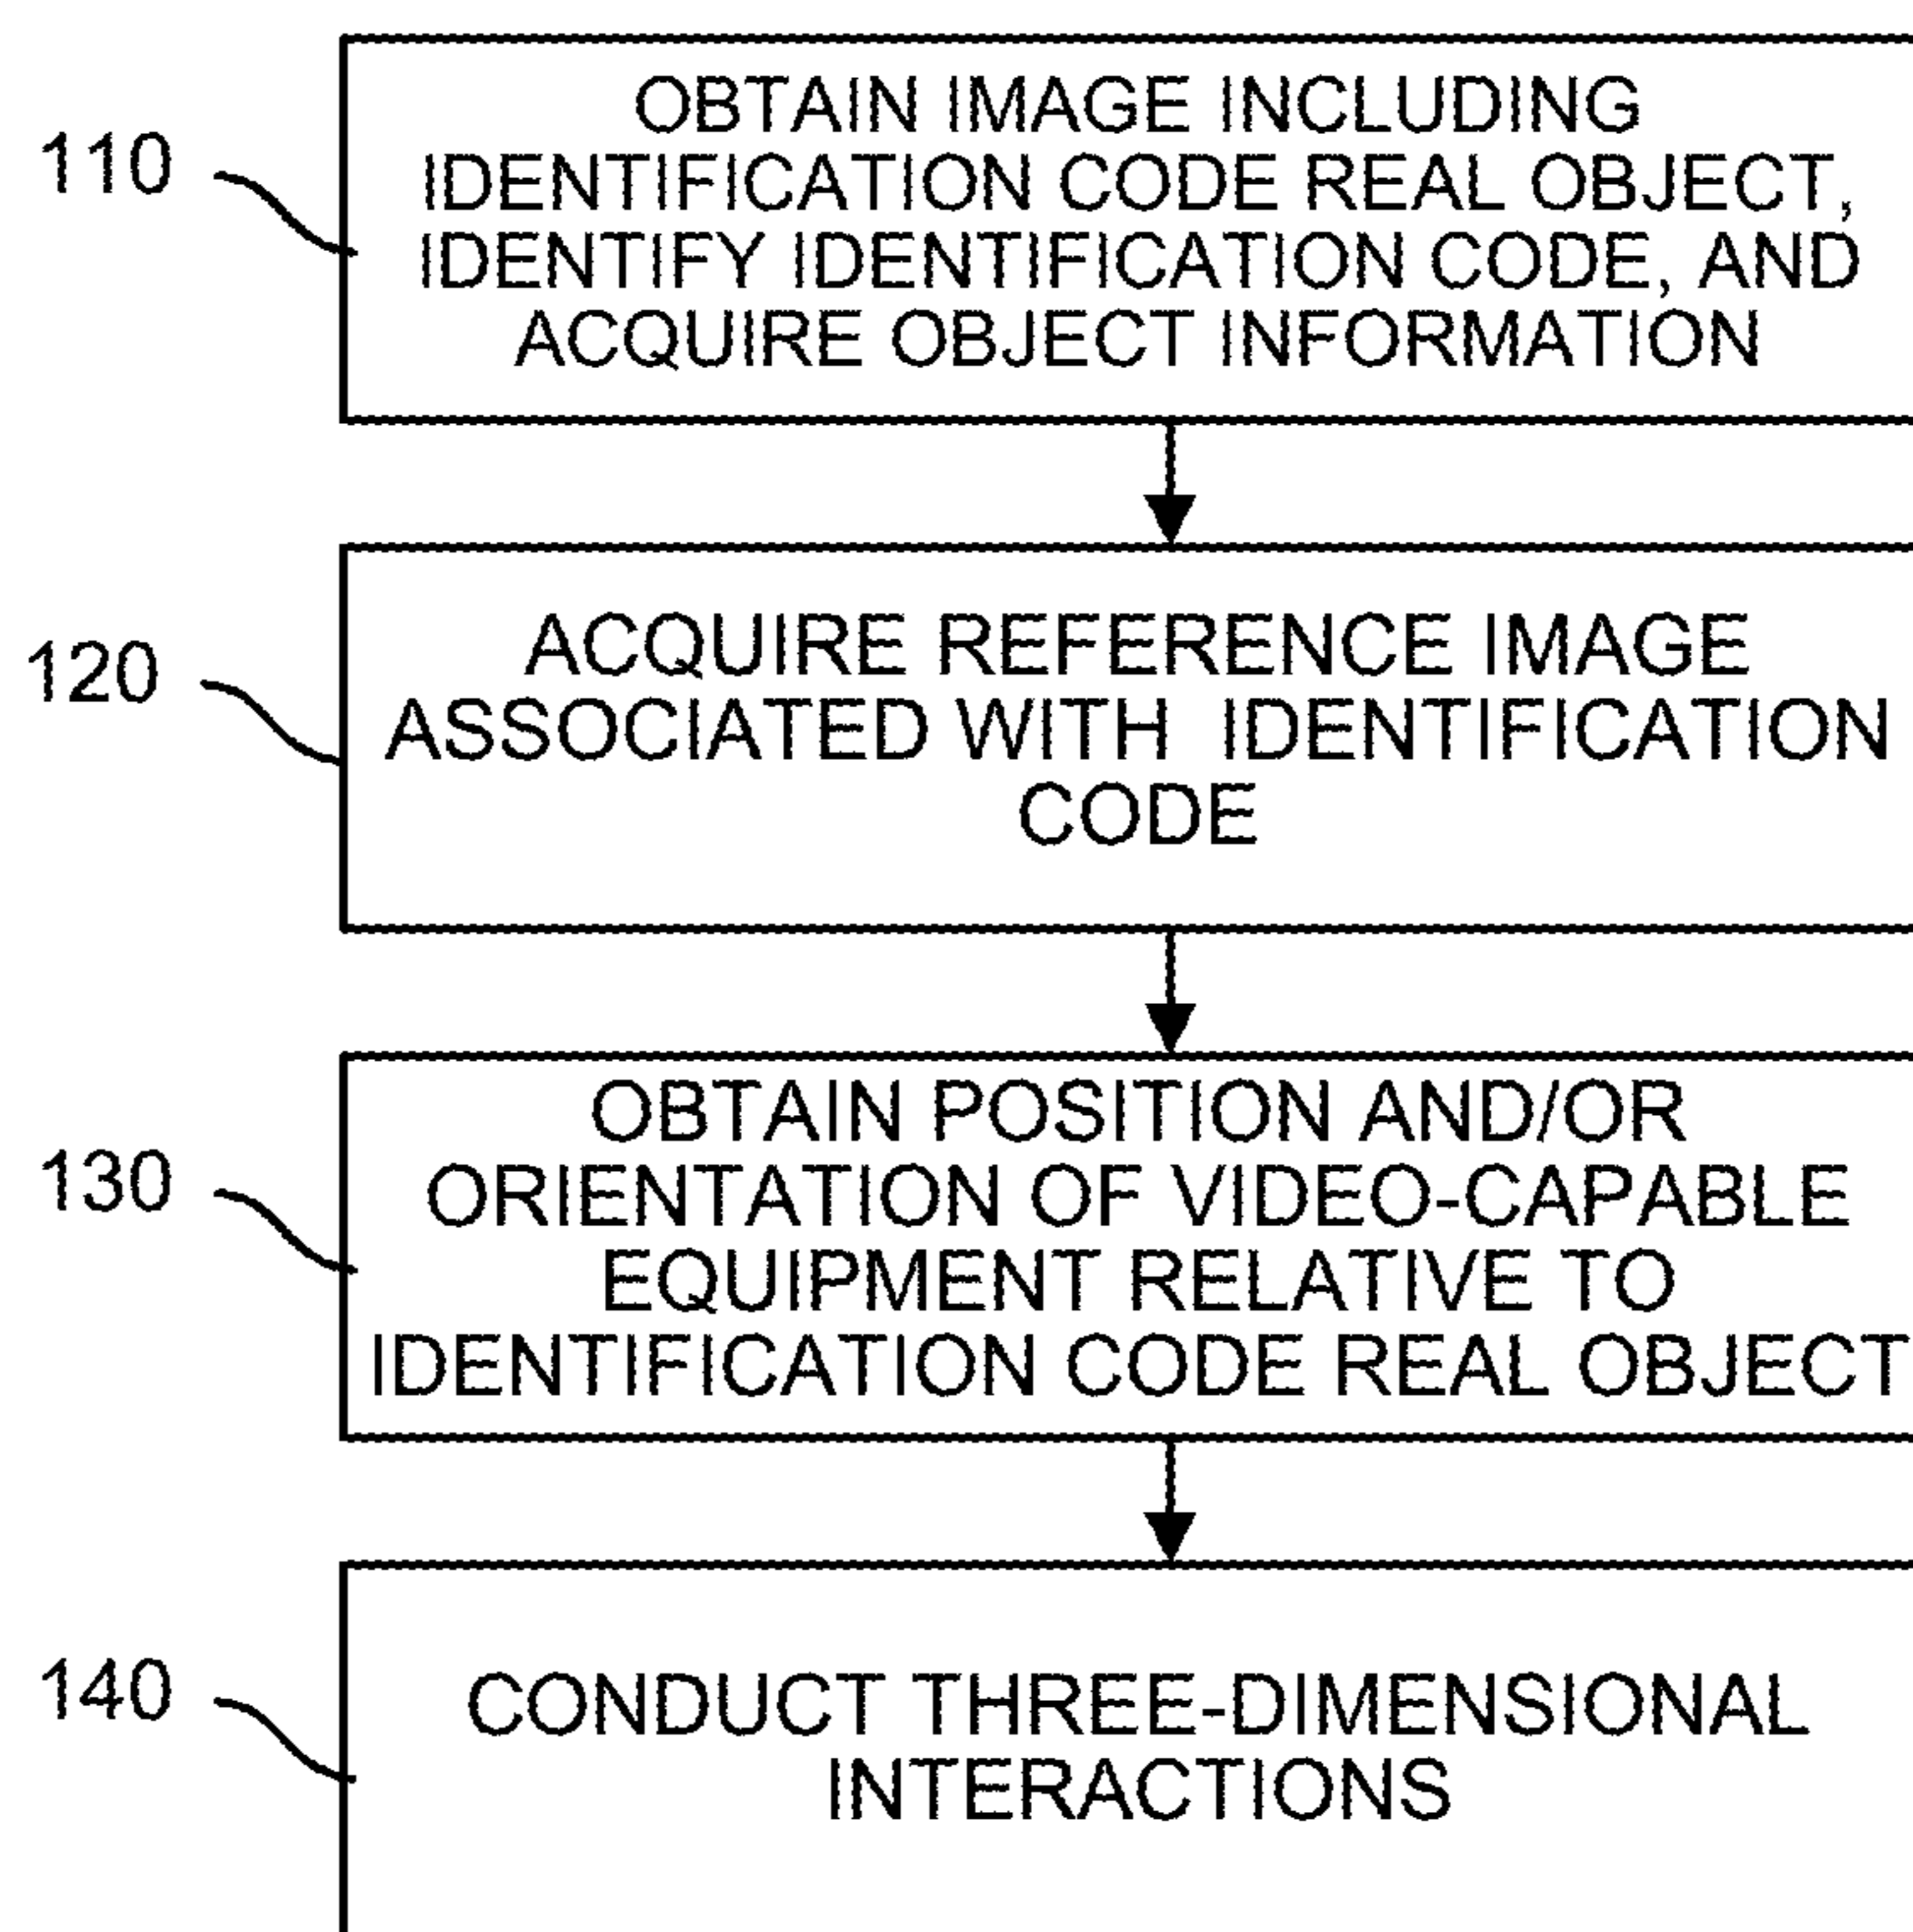 110
OBTAIN IMAGE INCLUDING
IDENTIFICATION CODE REAL OBJECT,
IDENTIFY IDENTIFICATION CODE, AND
ACQUIRE OBJECT INFORMATION
120
ACQUIRE REFERENCE IMAGE
ASSOCIATED WITH IDENTIFICATION
CODE
130
OBTAIN POSITION AND/OR
ORIENTATION OF VIDEO-CAPABLE
EQUIPMENT RELATIVE TO
IDENTIFICATION CODE REAL OBJECT
140
CONDUCT THREE-DIMENSIONAL
INTERACTIONS